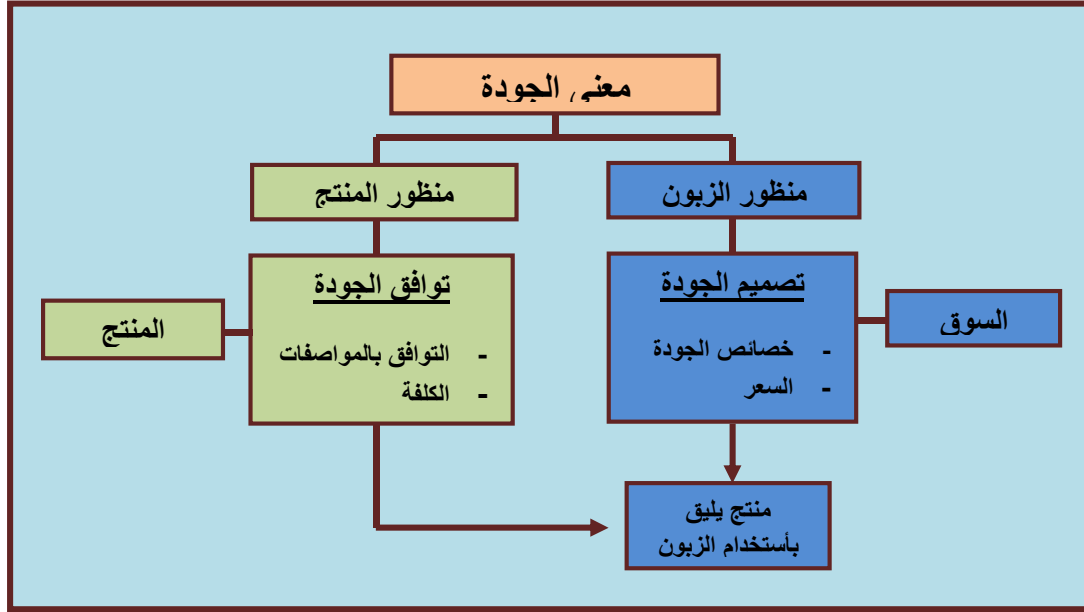 معنى الجودة
منظور الزبون
منظور المنتج
تصميم الجودة
- خصائص الجودة
- السعر
السوق
توافق الجودة
- التوافق بالمواصفات
- الكلفة
المنتج
منتج يليق
بأستخدام الزبون